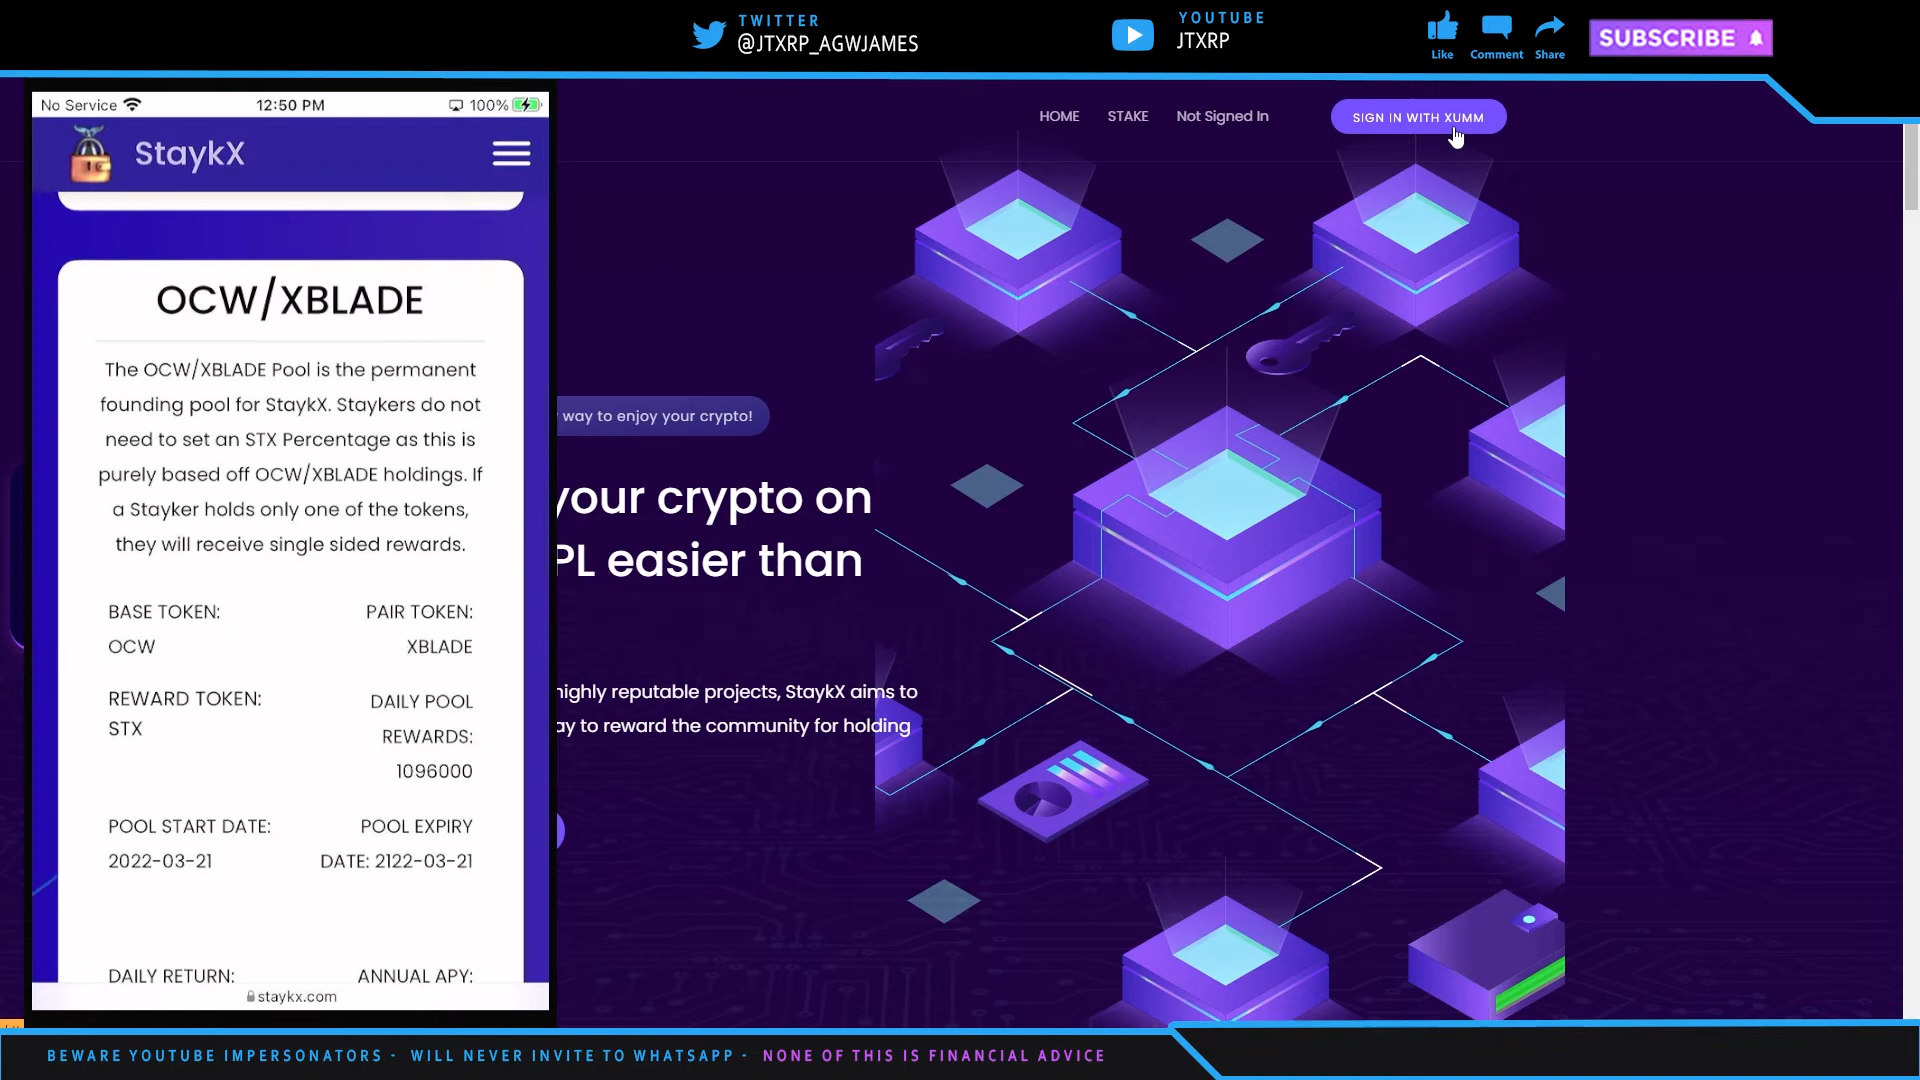 TWITTER
@JTXRP_AGWJAMES
YOUTUBE
JTXRP
Like
Comment
Share
SUBSCRIBE
No Service
12:50 PM
100%
StaykX
HOME
STAKE
Not Signed In
SIGN IN WITH XUMM
OCW/XBLADE
The OCW/XBLADE Pool is the permanent
founding pool for StaykX. Staykers do not
need to set an STX Percentage as this is
purely based off OCW/XBLADE holdings. If
a Stayker holds only one of the tokens,
they will receive single sided rewards.
BASE TOKEN:
OCW
PAIR TOKEN:
XBLADE
REWARD TOKEN:
STX
DAILY POOL
REWARDS:
1096000
POOL START DATE:
2022-03-21
POOL EXPIRY
DATE: 2122-03-21
DAILY RETURN:
ANNUAL APY:
staykx.com
way to enjoy your crypto!
your crypto on
PL easier than
highly reputable projects, StaykX aims to
ay to reward the community for holding
BEWARE YOUTUBE IMPERSONATORS - WILL NEVER INVITE TO WHATSAPP - NONE OF THIS IS FINANCIAL ADVICE